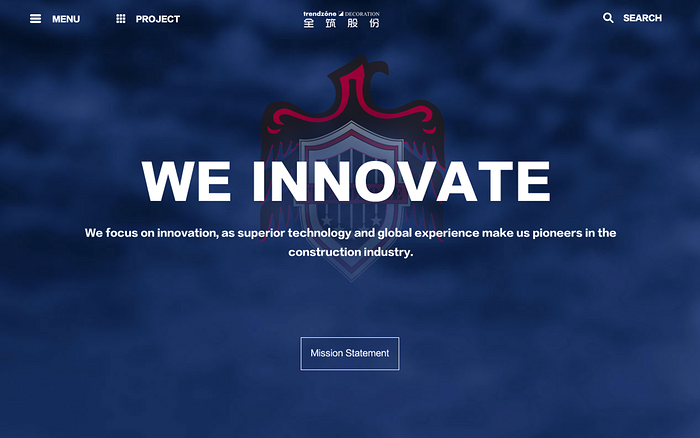 MENU
PROJECT
trendzône DECORATION
全筑股份
SEARCH
WE INNOVATE
We focus on innovation, as superior technology and global experience make us pioneers in the
construction industry.
Mission Statement